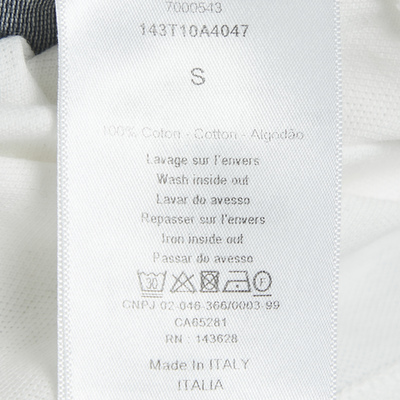 7000543
143T10A4047
S
100% Coton - Cotton - Algodão
Lavage sur l'envers
Wash inside out
Lavar do avesso
Repasser sur l'envers
Iron inside out
Passar do avesso
30
CNPJ 02-046-366/0003-99
CA65281
RN : 143628
Made In ITALY
ITALIA